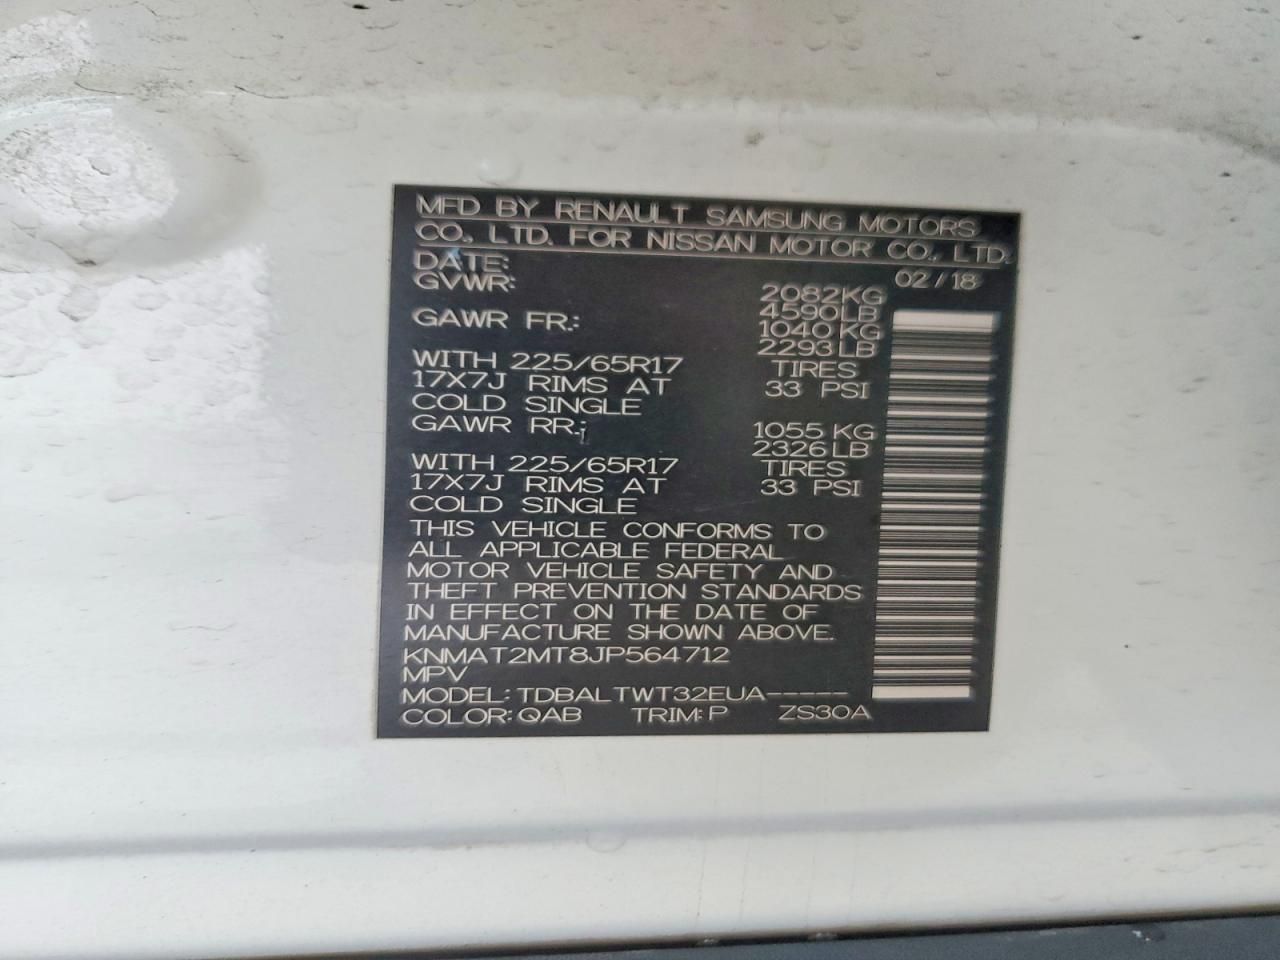 MFD BY RENAULT SAMSUNG MOTORS
CO., LTD. FOR NISSAN MOTOR CO., LTD.
DATE: 02/18
GVWR: 2082KG
4590LB
GAWR FR.: 1040 KG
2293LB
WITH 225/65R17 TIRES
17X7J RIMS AT 33 PSI
COLD SINGLE
GAWR RR.: 1055 KG
2326LB
WITH 225/65R17 TIRES
17X7J RIMS AT 33 PSI
COLD SINGLE
THIS VEHICLE CONFORMS TO
ALL APPLICABLE FEDERAL
MOTOR VEHICLE SAFETY AND
THEFT PREVENTION STANDARDS
IN EFFECT ON THE DATE OF
MANUFACTURE SHOWN ABOVE.
KNMAT2MT8JP564712
MPV
MODEL: TDBALTWT32EUA-----
COLOR: QAB TRIM: P ZS30A